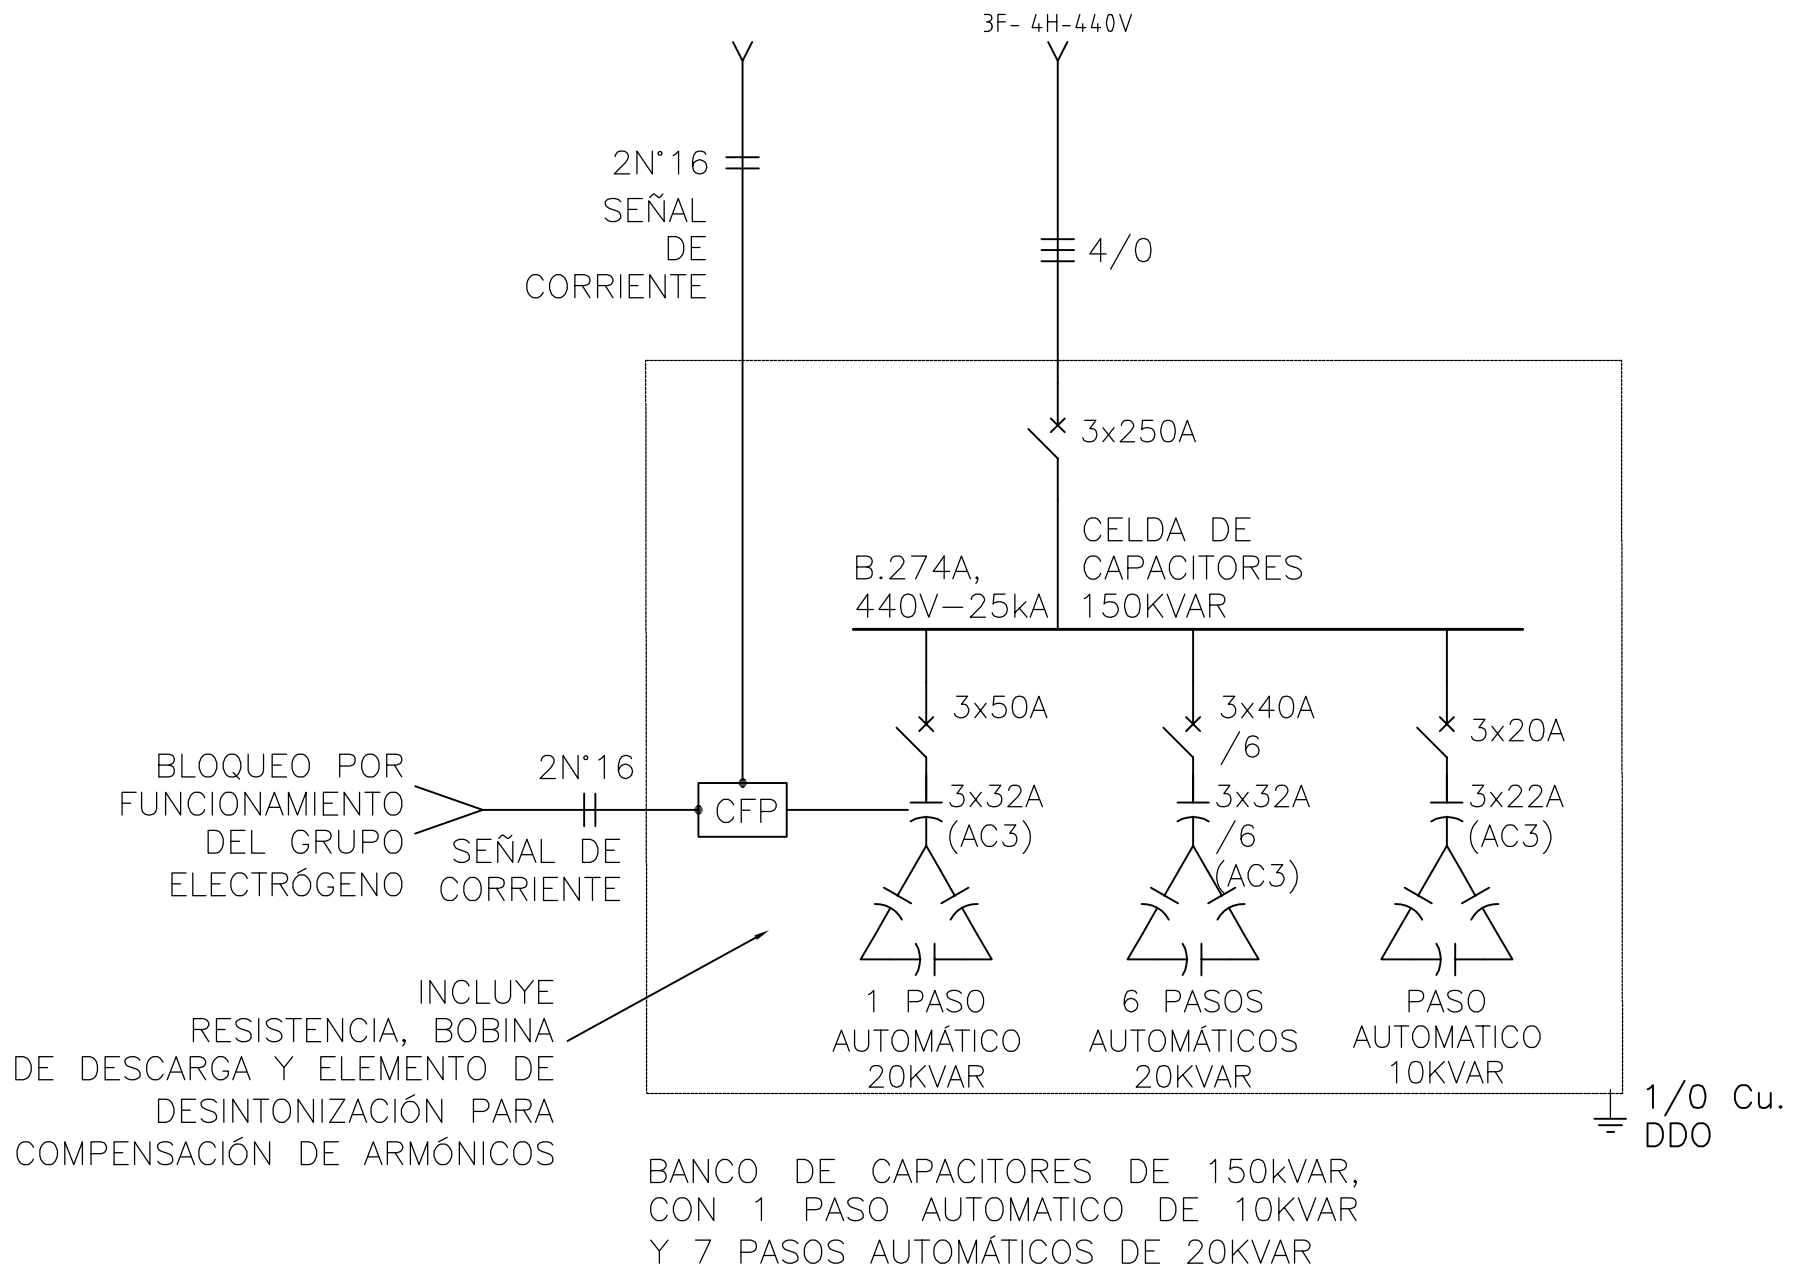 3F- 4H-440V
2N°16
SEÑAL
DE
CORRIENTE
4/0
3x250A
CELDA DE
CAPACITORES
150KVAR
B.274A,
440V-25kA
3x50A
3x40A
/6
3x20A
BLOQUEO POR
FUNCIONAMIENTO
DEL GRUPO
ELECTRÓGENO
2N°16
SEÑAL DE
CORRIENTE
CFP
3x32A
(AC3)
3x32A
/6
(AC3)
3x22A
(AC3)
1 PASO
AUTOMÁTICO
20KVAR
6 PASOS
AUTOMÁTICOS
20KVAR
PASO
AUTOMATICO
10KVAR
INCLUYE
RESISTENCIA, BOBINA
DE DESCARGA Y ELEMENTO DE
DESINTONIZACIÓN PARA
COMPENSACIÓN DE ARMÓNICOS
1/0 Cu.
DDO
BANCO DE CAPACITORES DE 150kVAR,
CON 1 PASO AUTOMATICO DE 10KVAR
Y 7 PASOS AUTOMÁTICOS DE 20KVAR